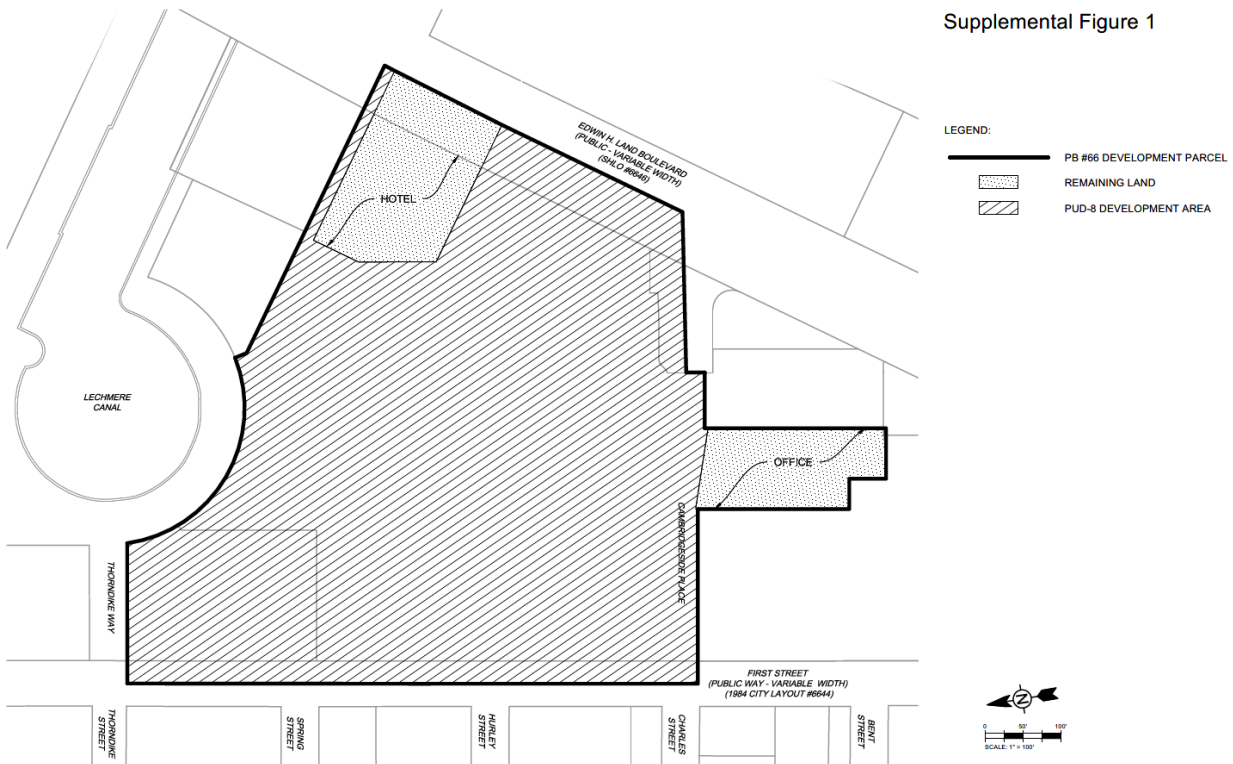 Supplemental Figure 1
LEGEND:
PB #66 DEVELOPMENT PARCEL
REMAINING LAND
PUD-8 DEVELOPMENT AREA
EDWIN H. LAND BOULEVARD
(PUBLIC - VARIABLE WIDTH)
(SHLO #6646)
HOTEL
LECHMERE
CANAL
OFFICE
CAMBRIDGESIDE PLACE
THORNDIKE WAY
FIRST STREET
(PUBLIC WAY - VARIABLE WIDTH)
(1984 CITY LAYOUT #6644)
THORNDIKE
STREET
SPRING
STREET
HURLEY
STREET
CHARLES
STREET
BENT
STREET
N
0 50' 100'
SCALE: 1" = 100'